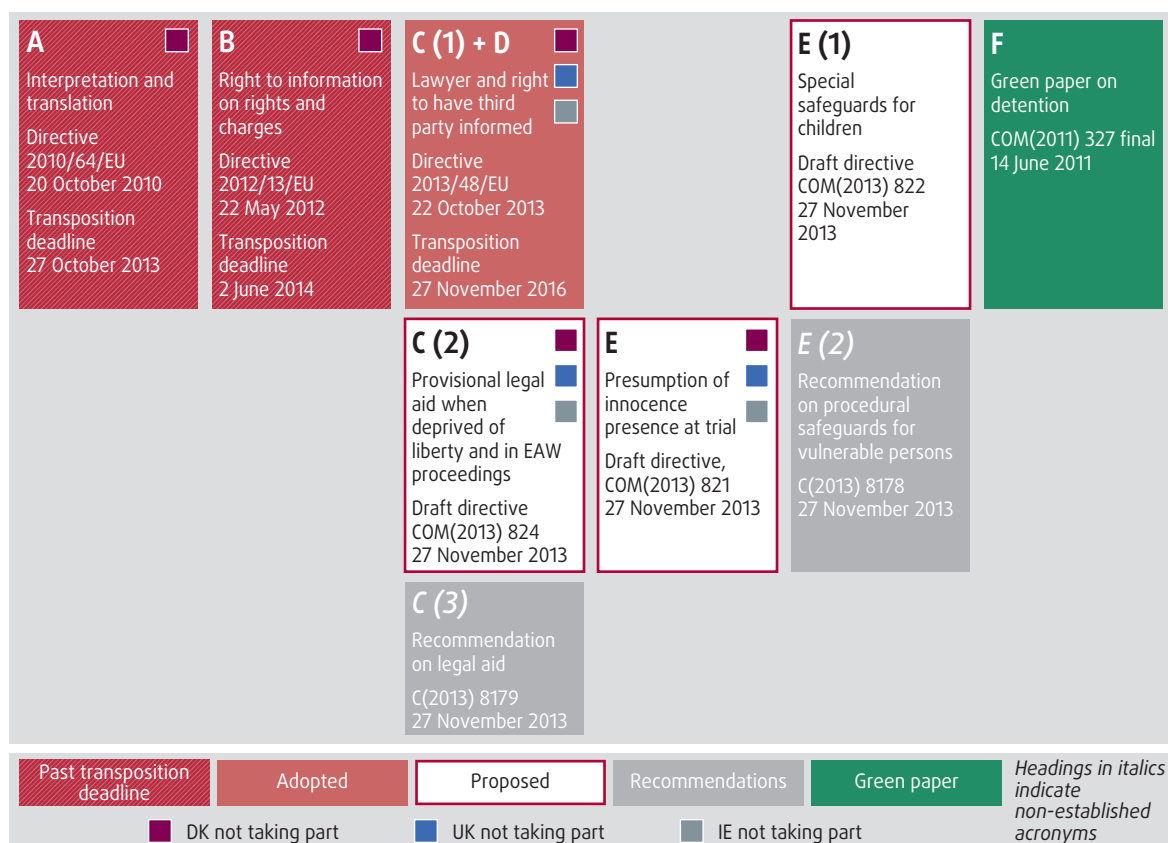 A
Interpretation and
translation
Directive
2010/64/EU
20 October 2010
Transposition
deadline
27 October 2013
B
Right to information
on rights and
charges
Directive
2012/13/EU
22 May 2012
Transposition
deadline
2 June 2014
C (1) + D
Lawyer and right
to have third
party informed
Directive
2013/48/EU
22 October 2013
Transposition
deadline
27 November 2016
E (1)
Special
safeguards for
children
Draft directive
COM(2013) 822
27 November
2013
F
Green paper on
detention
COM(2011) 327 final
14 June 2011
C (2)
Provisional legal
aid when
deprived of
liberty and in EAW
proceedings
Draft directive
COM(2013) 824
27 November 2013
E
Presumption of
innocence
presence at trial
Draft directive,
COM(2013) 821
27 November 2013
E (2)
Recommendation
on procedural
safeguards for
vulnerable persons
C(2013) 8178
27 November 2013
C (3)
Recommendation
on legal aid
C(2013) 8179
27 November 2013
Past transposition
deadline
Adopted
Proposed
Recommendations
Green paper
Headings in italics
indicate
non-established
acronyms
DK not taking part
UK not taking part
IE not taking part